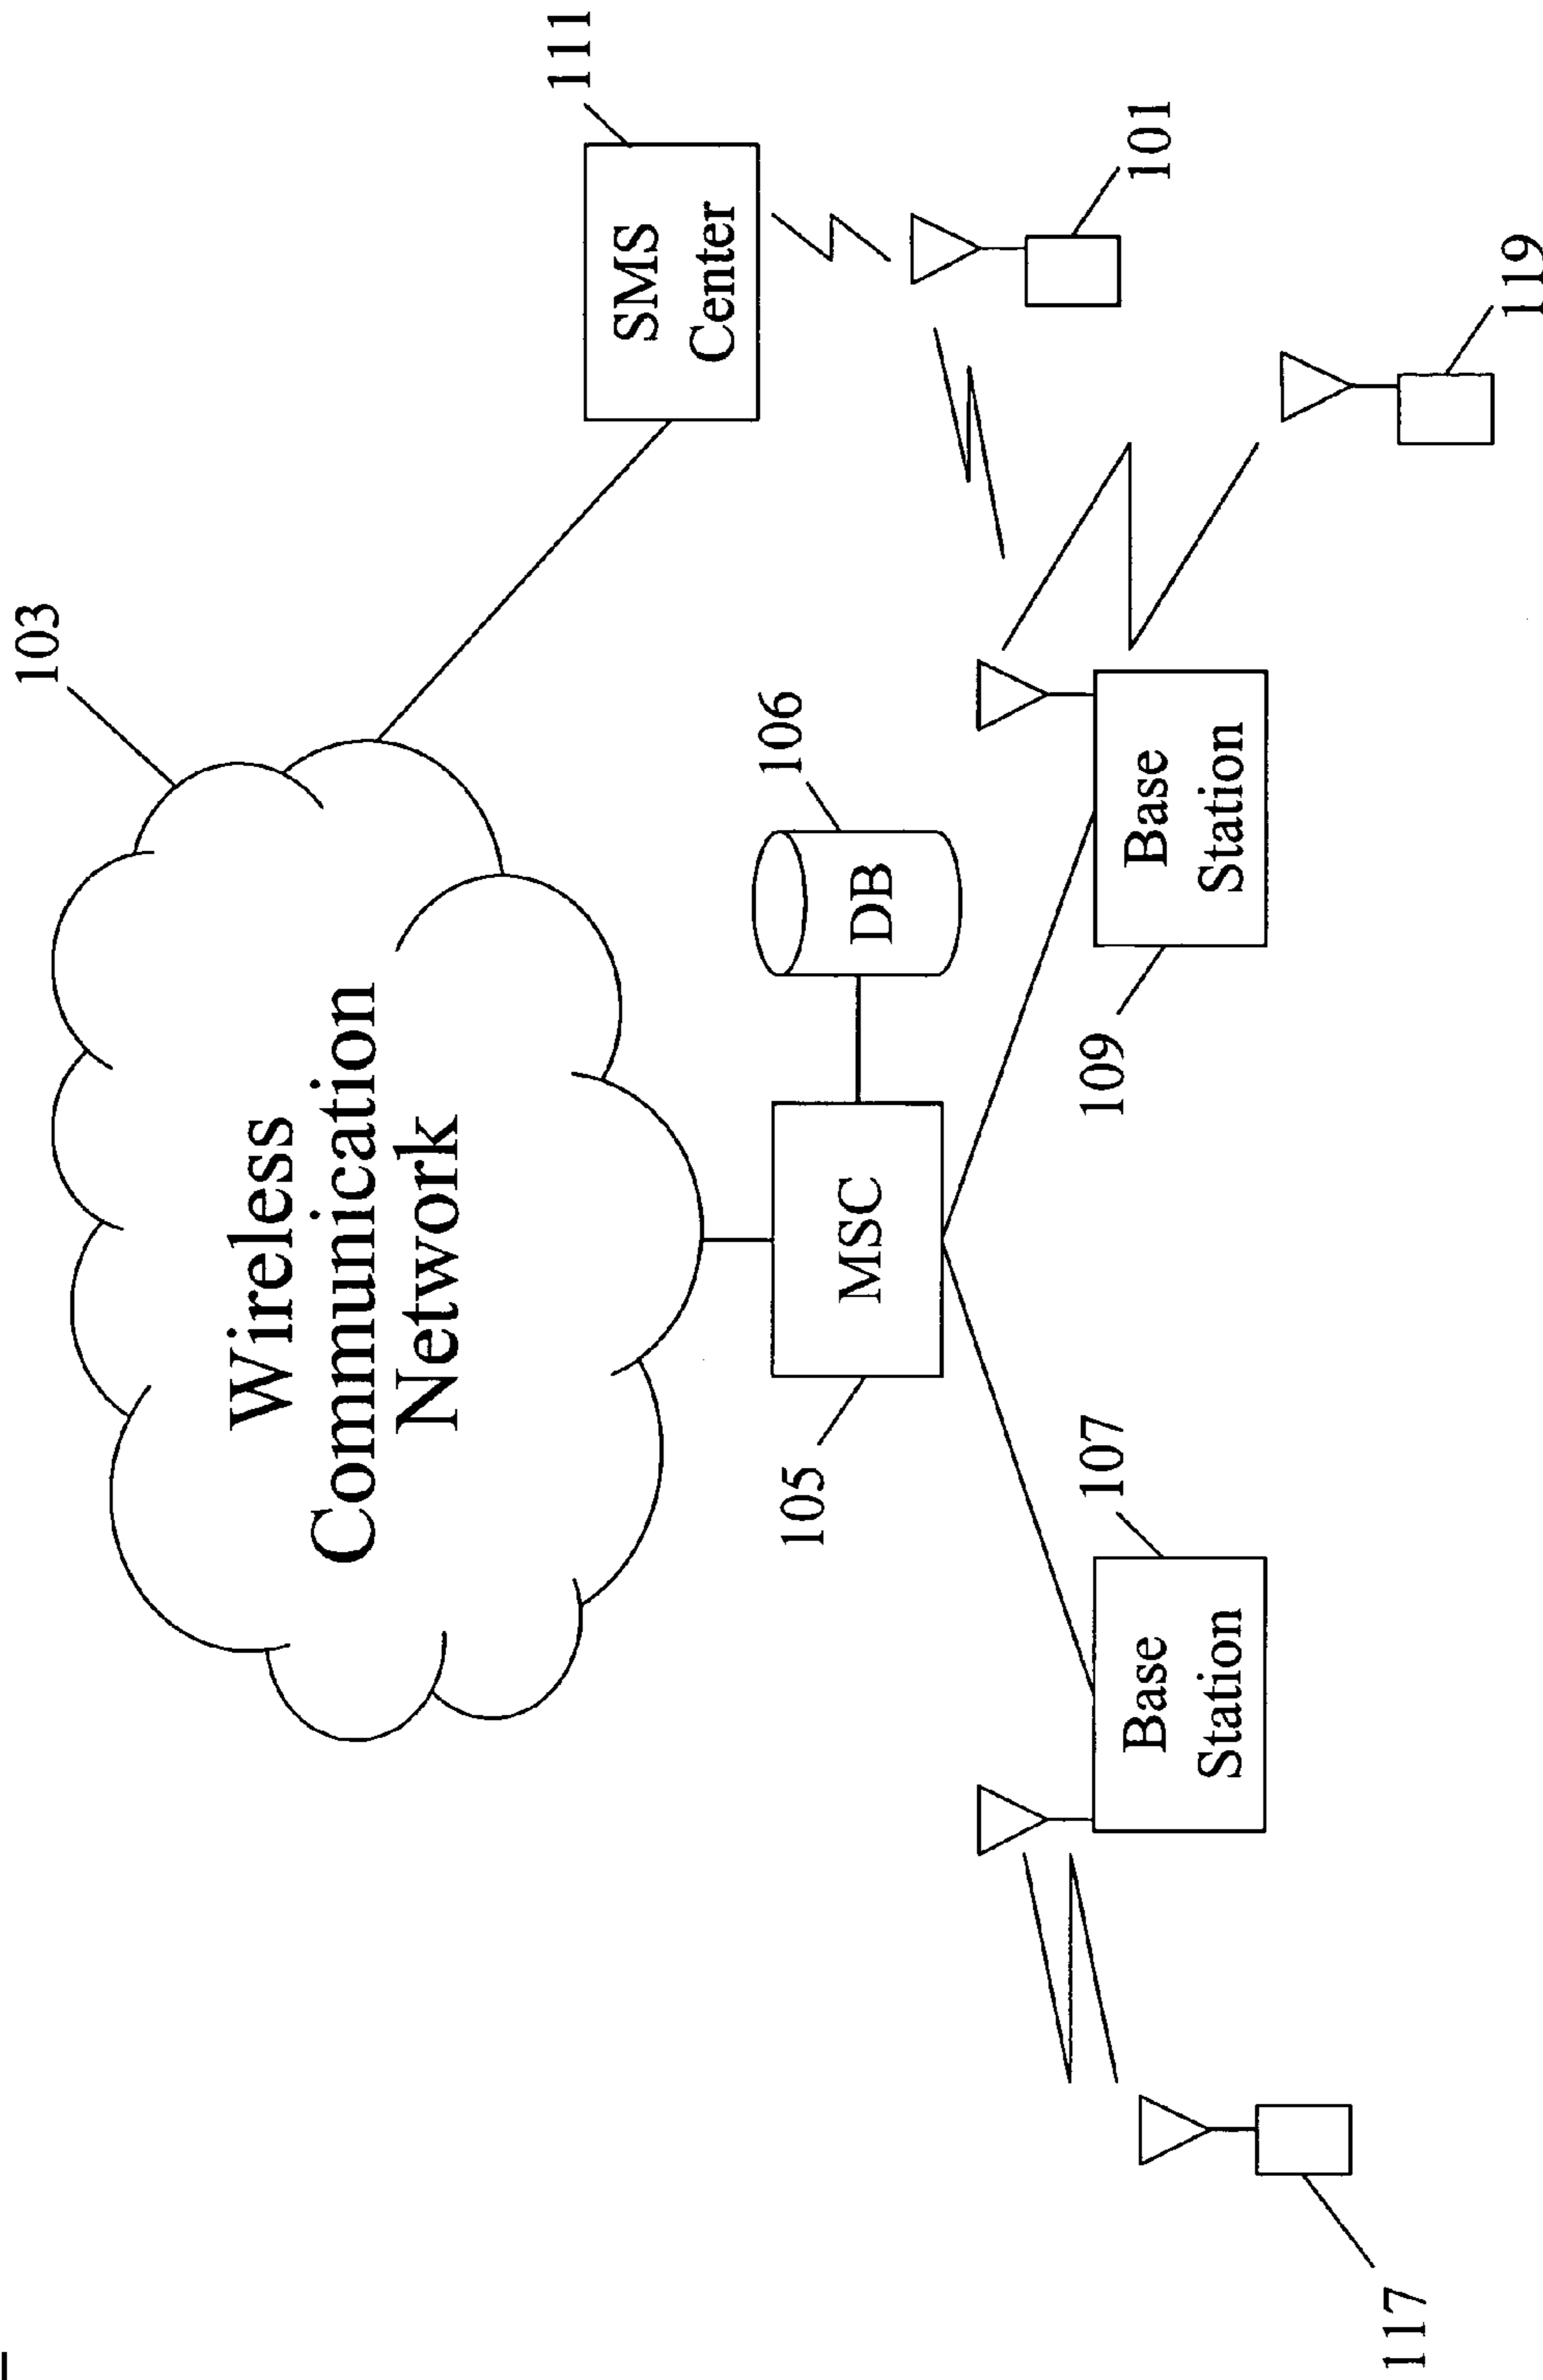 103
Wireless
Communication
Network
111
SMS
Center
106
DB
MSC
105
101
109
Base
Station
107
Base
Station
119
117